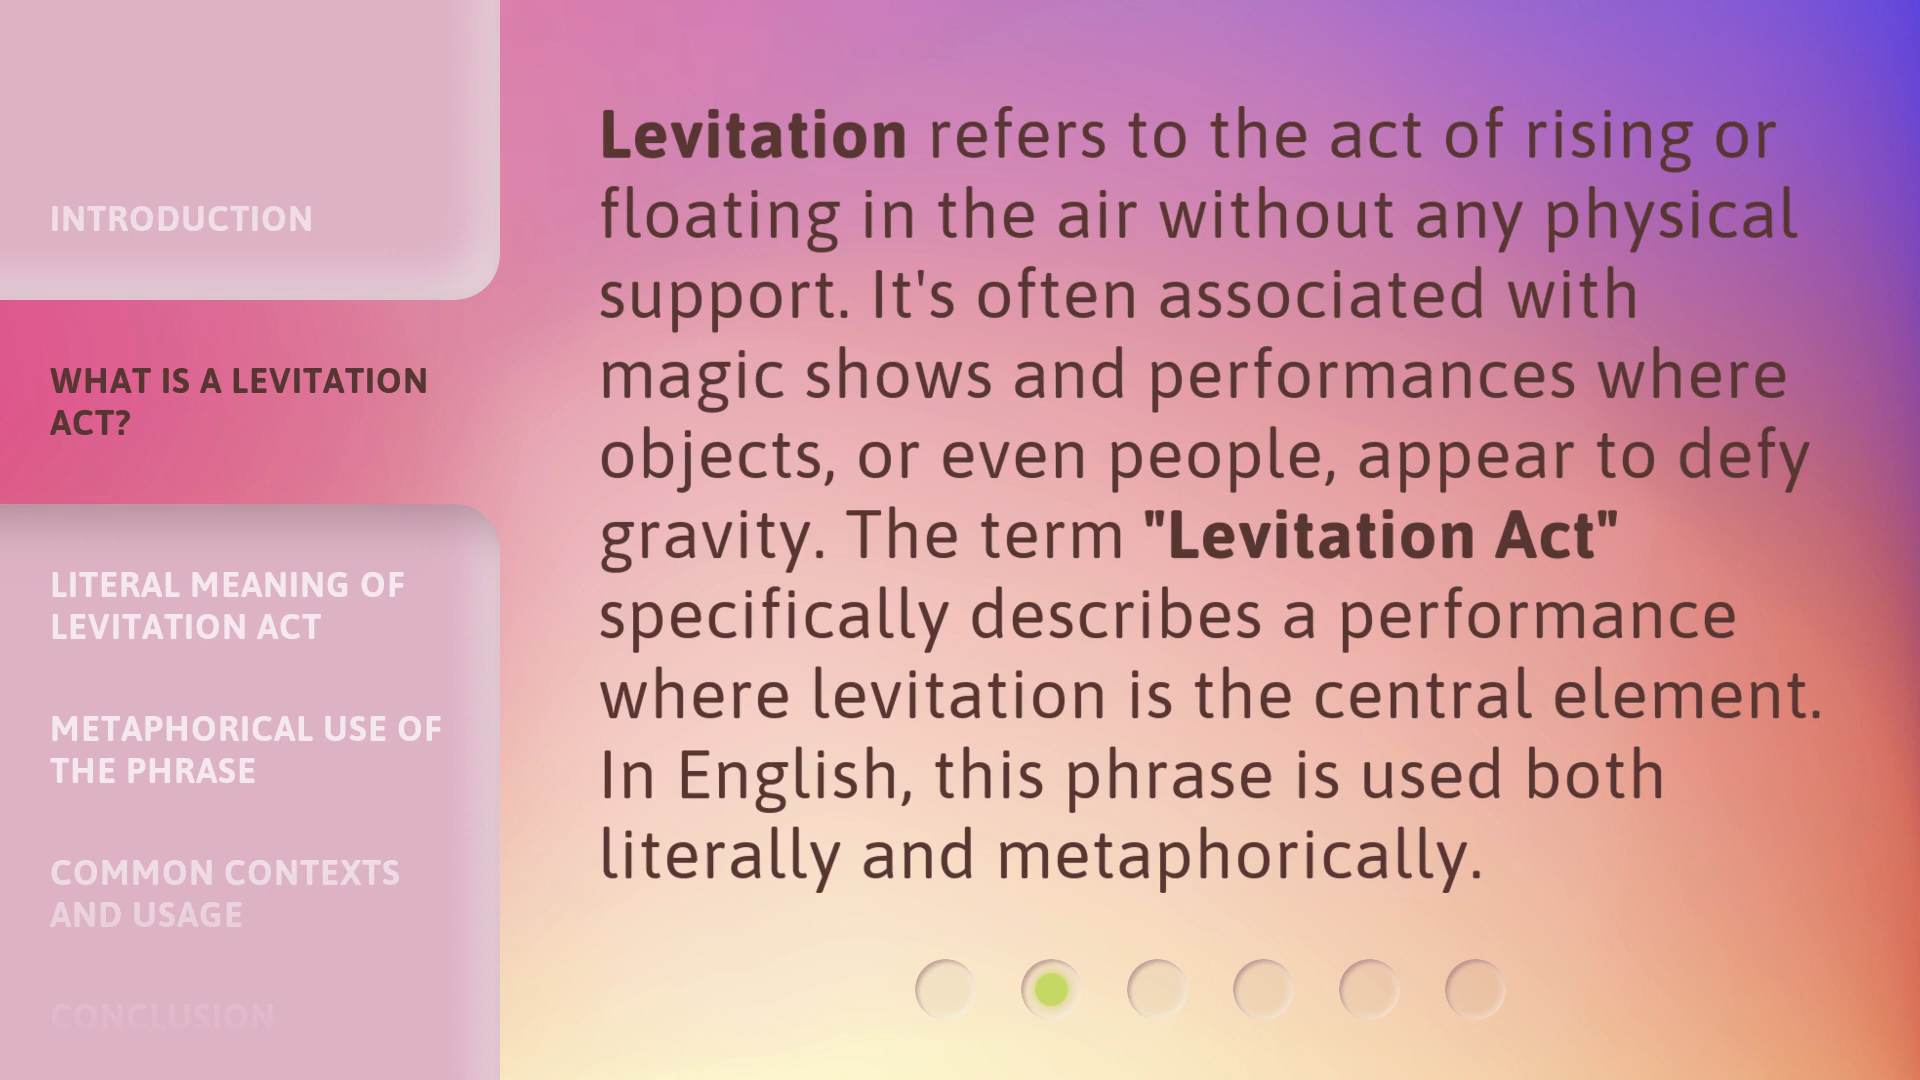 INTRODUCTION
WHAT IS A LEVITATION
ACT?
LITERAL MEANING OF
LEVITATION ACT
METAPHORICAL USE OF
THE PHRASE
COMMON CONTEXTS
AND USAGE
CONCLUSION
Levitation refers to the act of rising or
floating in the air without any physical
support. It's often associated with
magic shows and performances where
objects, or even people, appear to defy
gravity. The term "Levitation Act"
specifically describes a performance
where levitation is the central element.
In English, this phrase is used both
literally and metaphorically.